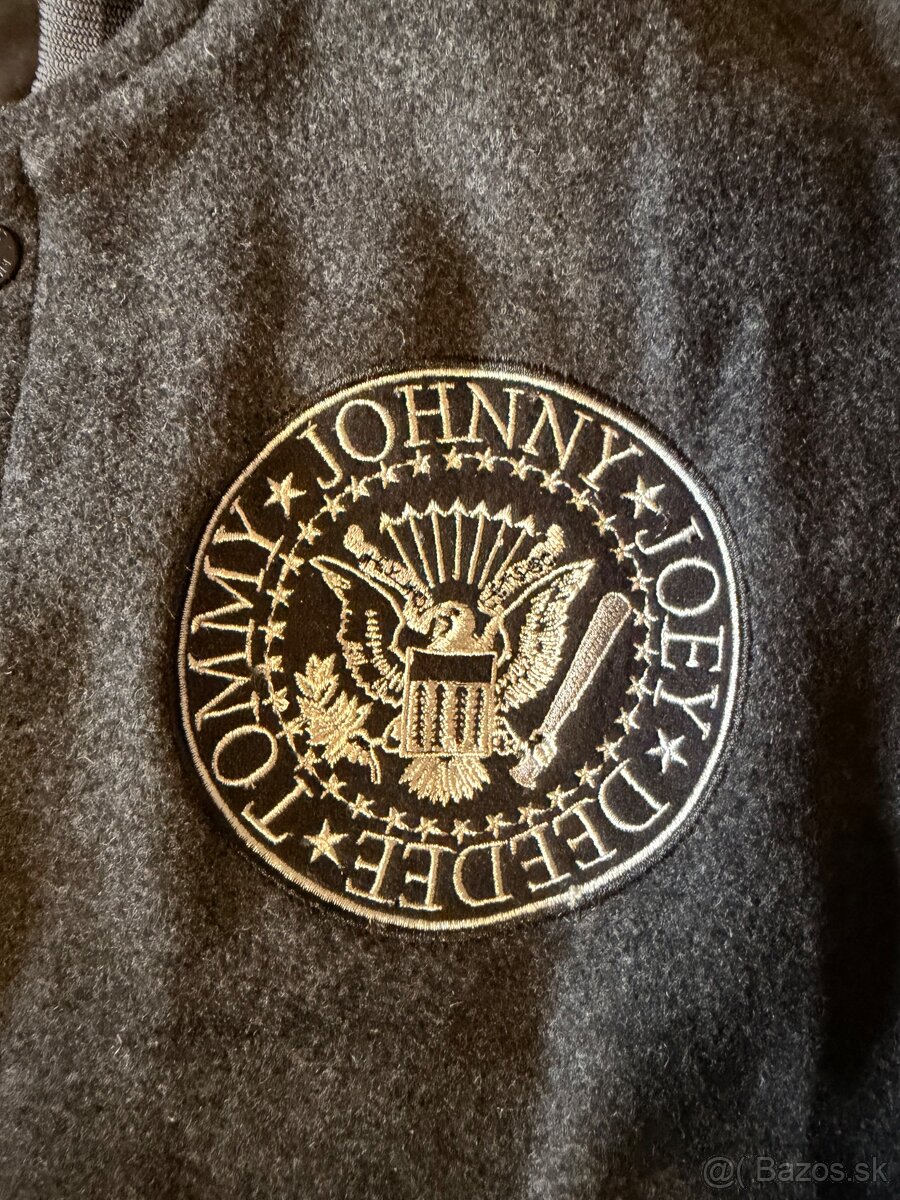 JOHNNY ★ JOEY ★ DEEDEE ★ TOMMY ★
@( Bazos.sk